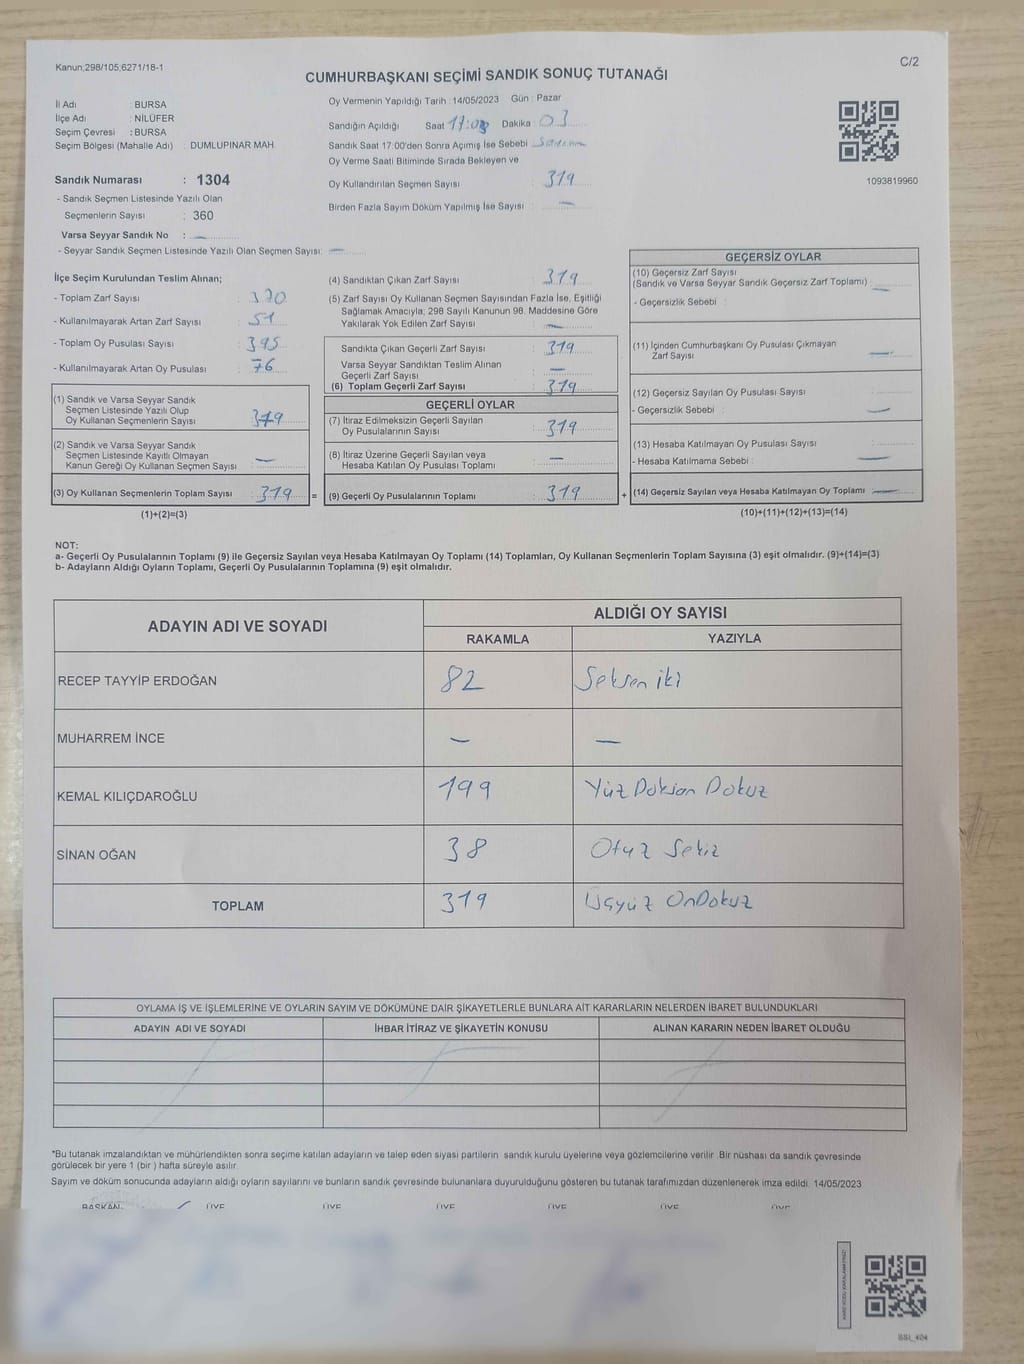 Kanun;298/105,6271/18-1
C/2
CUMHURBAŞKANI SEÇİMİ SANDIK SONUÇ TUTANAĞI
İl Adı : BURSA
İlçe Adı : NİLÜFER
Seçim Çevresi : BURSA
Seçim Bölgesi (Mahalle Adı) : DUMLUPINAR MAH.
Sandık Numarası : 1304
- Sandık Seçmen Listesinde Yazılı Olan
Seçmenlerin Sayısı : 360
Varsa Seyyar Sandık No : —
- Seyyar Sandık Seçmen Listesinde Yazılı Olan Seçmen Sayısı: —
Oy Vermenin Yapıldığı Tarih : 14/05/2023 Gün : Pazar
Sandığın Açıldığı Saat 17:03 Dakika : 03
Sandık Saat 17:00'den Sonra Açımış İse Sebebi
Oy Verme Saati Bitiminde Sırada Bekleyen ve
Oy Kullandırılan Seçmen Sayısı 319
Birden Fazla Sayım Döküm Yapılmış İse Sayısı : —
1093819960
İlçe Seçim Kurulundan Teslim Alınan;
- Toplam Zarf Sayısı : 370
- Kullanılmayarak Artan Zarf Sayısı : 51
- Toplam Oy Pusulası Sayısı : 395
- Kullanılmayarak Artan Oy Pusulası : 76
(1) Sandık ve Varsa Seyyar Sandık
Seçmen Listesinde Yazılı Olup
Oy Kullanan Seçmenlerin Sayısı : 319
(2) Sandık ve Varsa Seyyar Sandık
Seçmen Listesinde Kayıtlı Olmayan
Kanun Gereği Oy Kullanan Seçmen Sayısı : —
(3) Oy Kullanan Seçmenlerin Toplam Sayısı : 319 =
(1)+(2)=(3)
(4) Sandıktan Çıkan Zarf Sayısı : 319
(5) Zarf Sayısı Oy Kullanan Seçmen Sayısından Fazla İse, Eşitliği
Sağlamak Amacıyla; 298 Sayılı Kanunun 98. Maddesine Göre
Yakılarak Yok Edilen Zarf Sayısı : —
Sandıkta Çıkan Geçerli Zarf Sayısı : 319
Varsa Seyyar Sandıktan Teslim Alınan
Geçerli Zarf Sayısı : —
(6) Toplam Geçerli Zarf Sayısı : 319
GEÇERLİ OYLAR
(7) İtiraz Edilmeksizin Geçerli Sayılan
Oy Pusulalarının Sayısı : 319
(8) İtiraz Üzerine Geçerli Sayılan veya
Hesaba Katılan Oy Pusulası Toplamı : —
(9) Geçerli Oy Pusulalarının Toplamı : 319 +
GEÇERSİZ OYLAR
(10) Geçersiz Zarf Sayısı
(Sandık ve Varsa Seyyar Sandık Geçersiz Zarf Toplamı) : —
- Geçersizlik Sebebi :
(11) İçinden Cumhurbaşkanı Oy Pusulası Çıkmayan
Zarf Sayısı : —
(12) Geçersiz Sayılan Oy Pusulası Sayısı :
- Geçersizlik Sebebi : —
(13) Hesaba Katılmayan Oy Pusulası Sayısı :
- Hesaba Katılmama Sebebi : —
(14) Geçersiz Sayılan veya Hesaba Katılmayan Oy Toplamı : —
(10)+(11)+(12)+(13)=(14)
NOT:
a- Geçerli Oy Pusulalarının Toplamı (9) ile Geçersiz Sayılan veya Hesaba Katılmayan Oy Toplamı (14) Toplamları, Oy Kullanan Seçmenlerin Toplam Sayısına (3) eşit olmalıdır. (9)+(14)=(3)
b- Adayların Aldığı Oyların Toplamı, Geçerli Oy Pusulalarının Toplamına (9) eşit olmalıdır.
ADAYIN ADI VE SOYADI
ALDIĞI OY SAYISI
RAKAMLA YAZIYLA
RECEP TAYYİP ERDOĞAN 82 Seksen iki
MUHARREM İNCE — —
KEMAL KILIÇDAROĞLU 199 Yüz Doksan Dokuz
SİNAN OĞAN 38 Otuz Sekiz
TOPLAM 319 Üçyüz OnDokuz
OYLAMA İŞ VE İŞLEMLERİNE VE OYLARIN SAYIM VE DÖKÜMÜNE DAİR ŞİKAYETLERLE BUNLARA AİT KARARLARIN NELERDEN İBARET BULUNDUKLARI
ADAYIN ADI VE SOYADI İHBAR İTİRAZ VE ŞİKAYETİN KONUSU ALINAN KARARIN NEDEN İBARET OLDUĞU
*Bu tutanak imzalandıktan ve mühürlendikten sonra seçime katılan adayların ve talep eden siyasi partilerin sandık kurulu üyelerine veya gözlemcilerine verilir. Bir nüshası da sandık çevresinde
görülecek bir yere 1 (bir) hafta süreyle asılır.
Sayım ve döküm sonucunda adayların aldığı oyların sayılarını ve bunların sandık çevresinde bulunanlara duyurulduğunu gösteren bu tutanak tarafımızdan düzenlenerek imza edildi. 14/05/2023
BAŞKAN ÜYE ÜYE ÜYE ÜYE ÜYE ÜYE